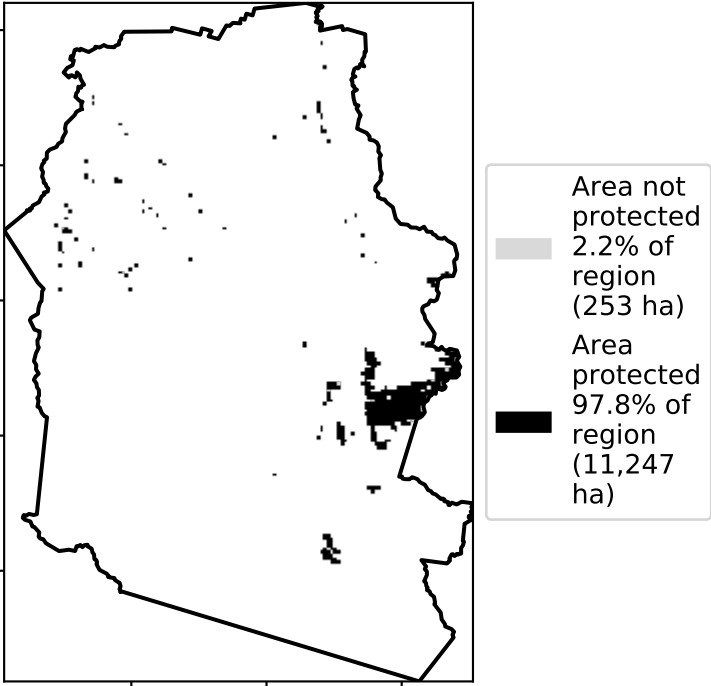 Area not
protected
2.2% of
region
(253 ha)
Area
protected
97.8% of
region
(11,247
ha)